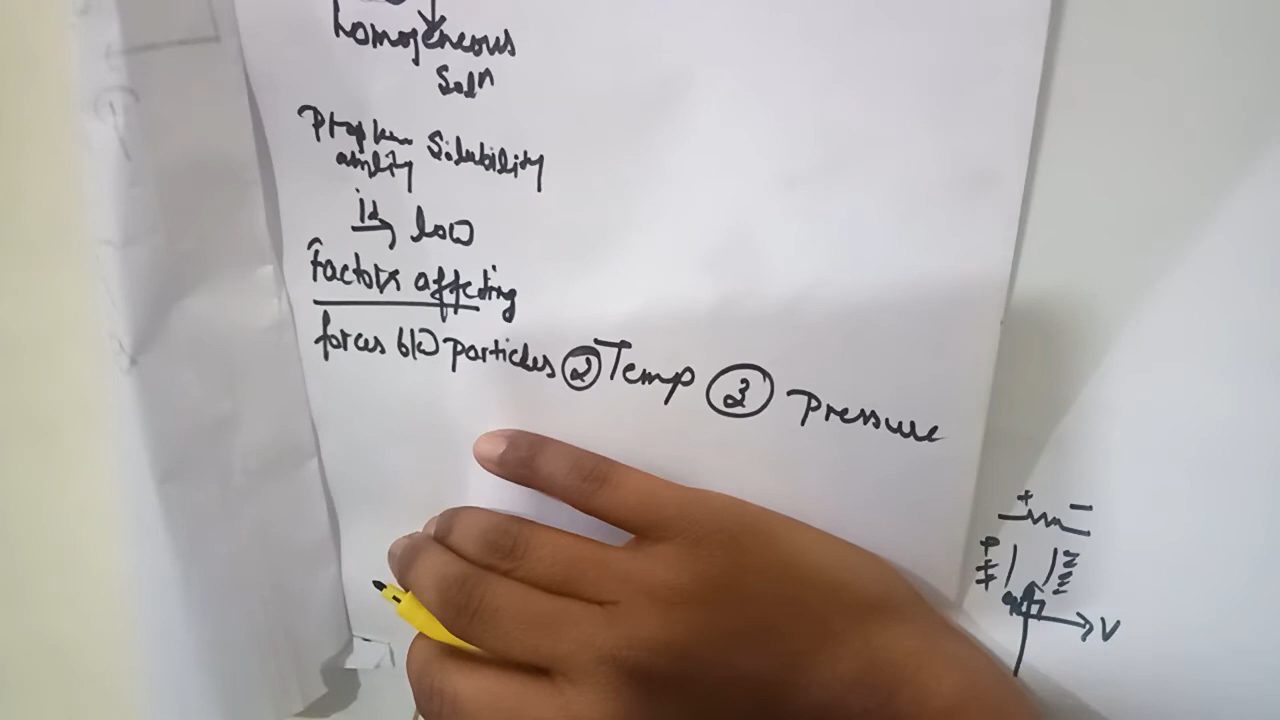 homogeneous
Solⁿ
Solubility
is low
Factors affecting
forces b/w particles ② Temp ③ Pressure
+ -
V